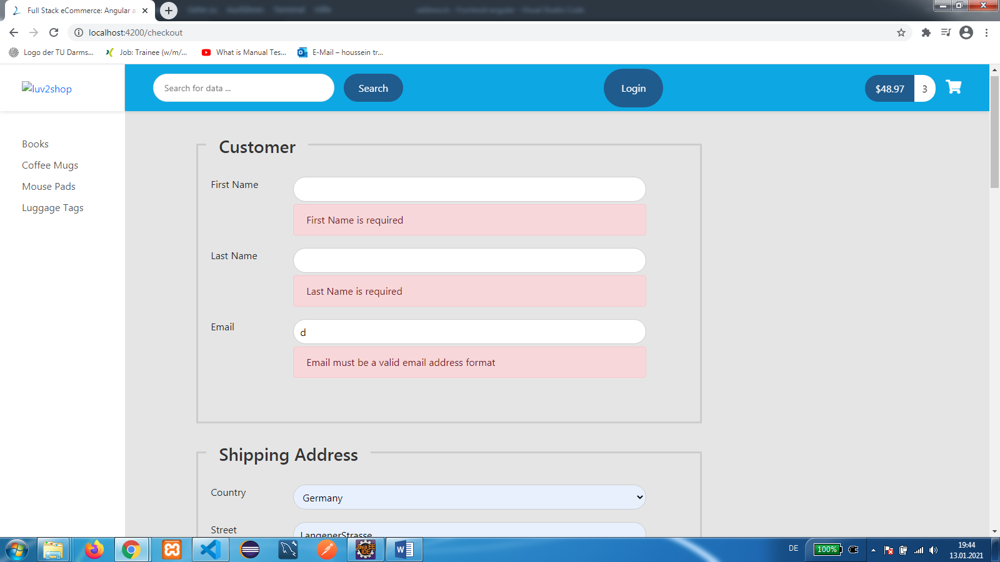 Full Stack eCommerce: Angular a
localhost:4200/checkout
Logo der TU Darms...
Job: Trainee (w/m/...
What is Manual Tes...
E-Mail – houssein tr...
luv2shop
Search for data ...
Search
Login
$48.97
3
Books
Coffee Mugs
Mouse Pads
Luggage Tags
Customer
First Name
First Name is required
Last Name
Last Name is required
Email
d
Email must be a valid email address format
Shipping Address
Country
Germany
Street
LangenerStrasse
Java EE
IDE
DE
100%
19:44
13.01.2021